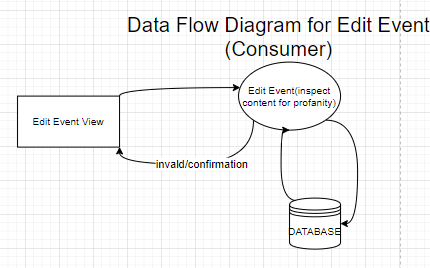 Data Flow Diagram for Edit Event
(Consumer)
Edit Event(inspect
content for profanity)
Edit Event View
invald/confirmation
DATABASE